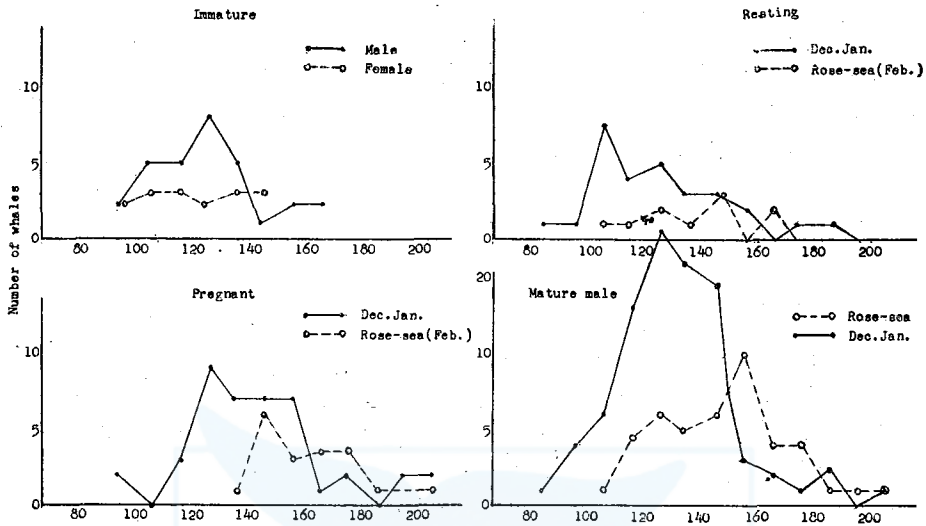 Immature
Male
Female
10
5
0
80 100 120 140 160 180 200
Resting
Dec.Jan.
Rose-sea(Feb.)
10
5
0
80 100 120 140 160 180 200
Number of whales
Pregnant
Dec.Jan.
Rose-sea(Feb.)
10
5
0
80 100 120 140 160 180 200
Mature male
Rose-sea
Dec.Jan.
20
10
5
0
80 100 120 140 160 180 200